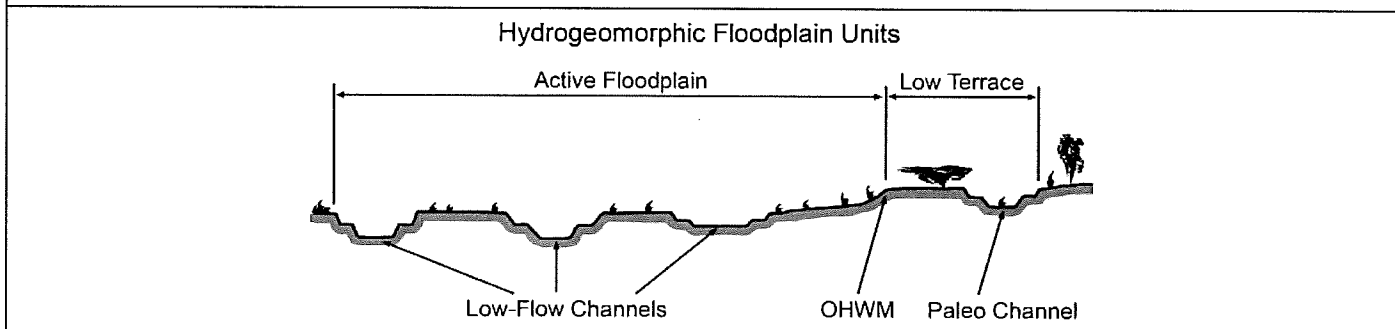 Hydrogeomorphic Floodplain Units
Active Floodplain
Low Terrace
Low-Flow Channels
OHWM
Paleo Channel